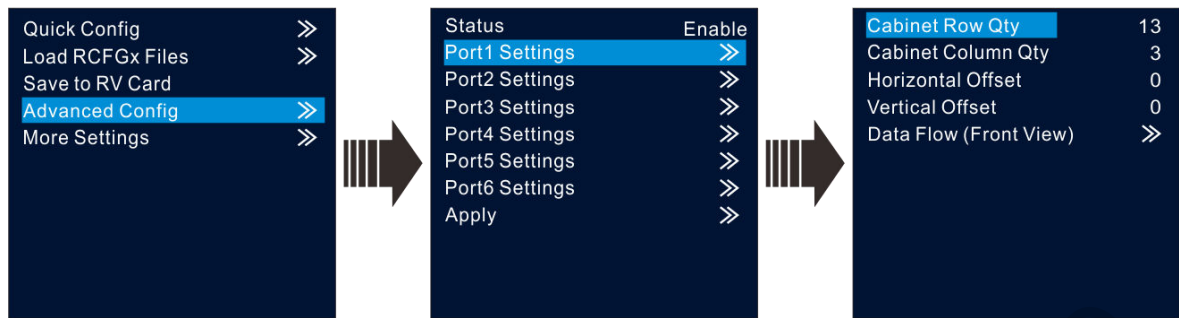 Quick Config »
Load RCFGx Files »
Save to RV Card
Advanced Config »
More Settings »
Status Enable
Port1 Settings »
Port2 Settings »
Port3 Settings »
Port4 Settings »
Port5 Settings »
Port6 Settings »
Apply »
Cabinet Row Qty 13
Cabinet Column Qty 3
Horizontal Offset 0
Vertical Offset 0
Data Flow (Front View) »